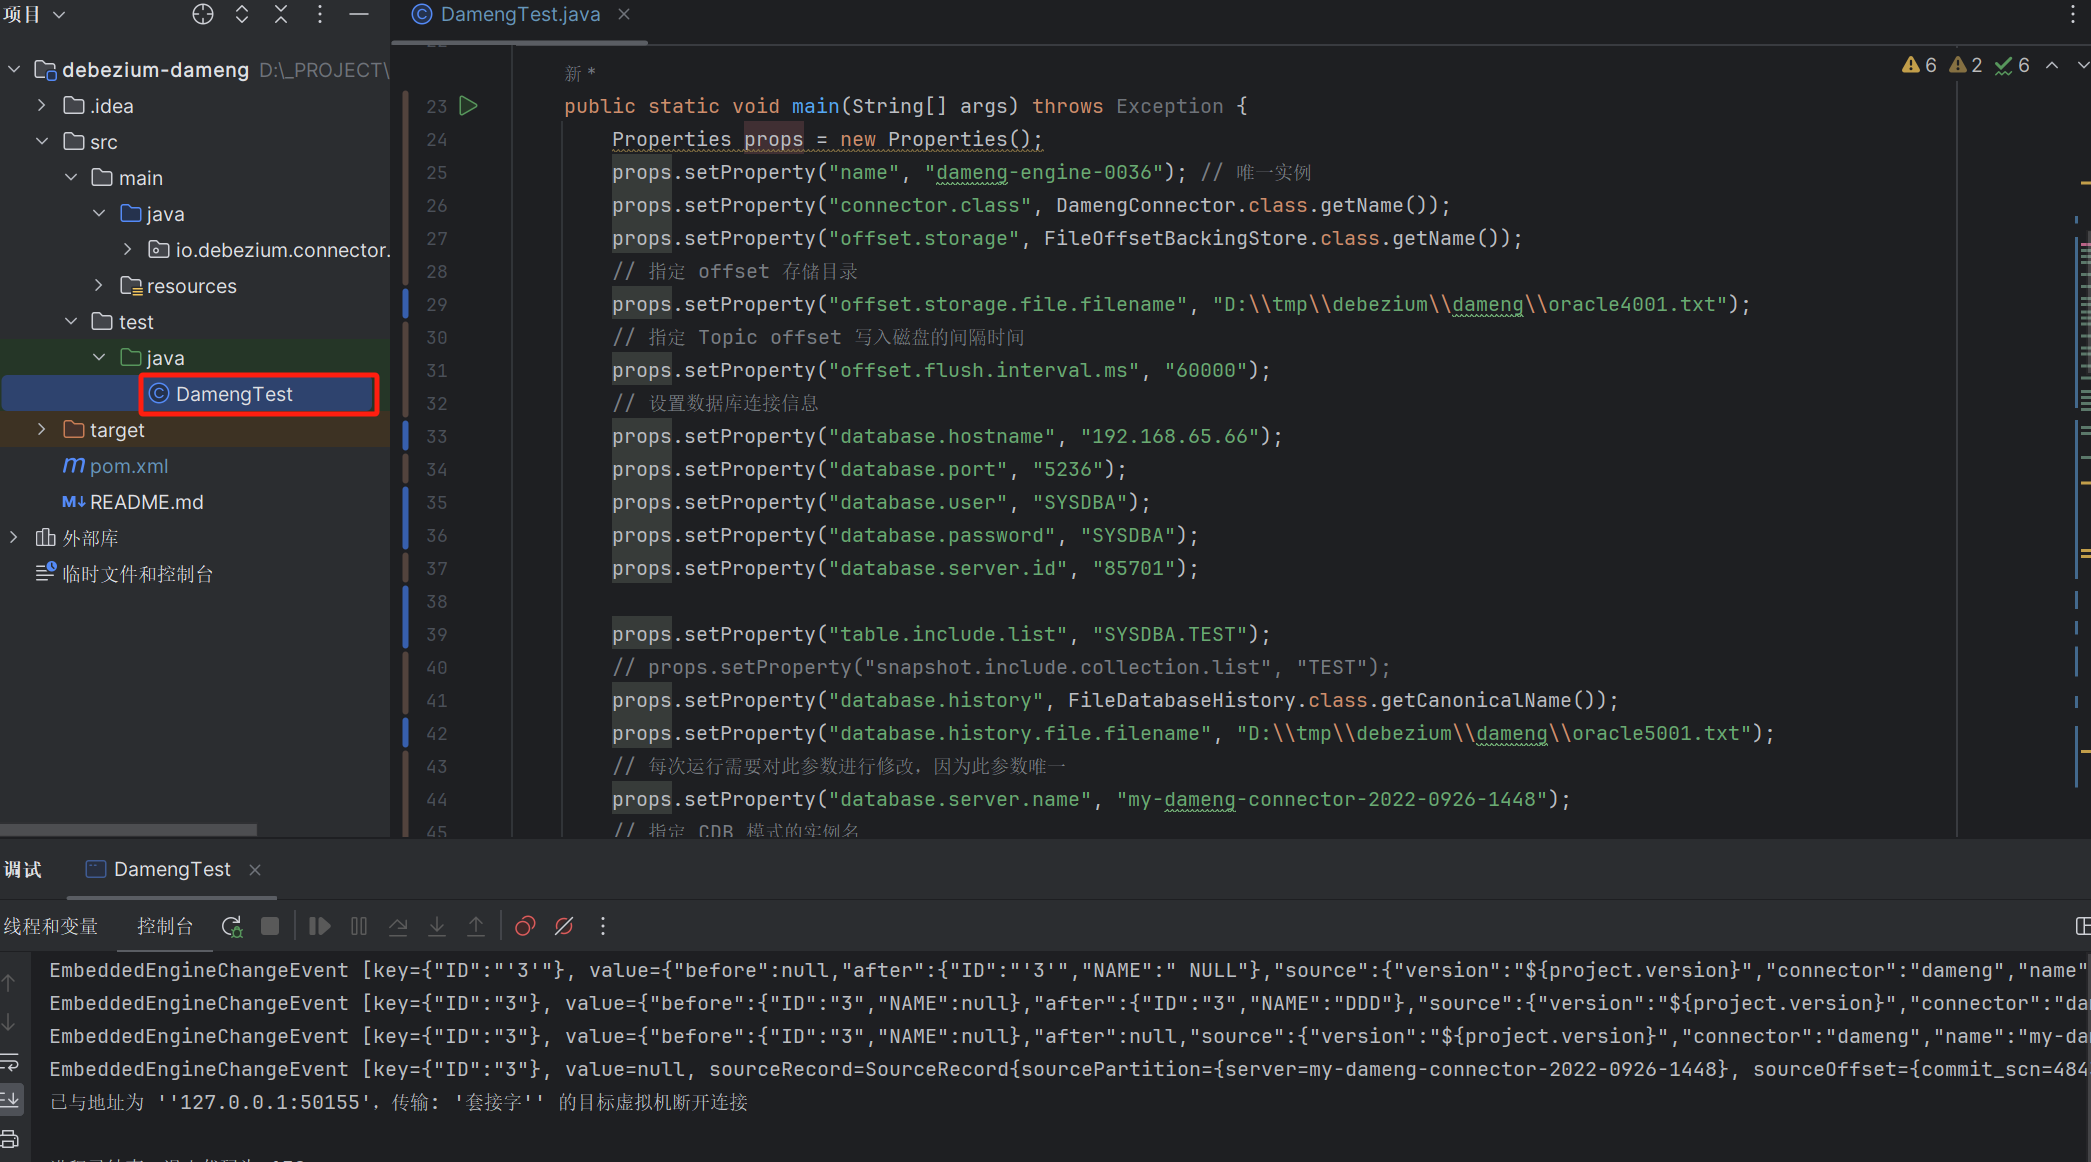 项目
DamengTest.java
debezium-dameng D:\_PROJECT\
.idea
src
main
java
io.debezium.connector.
resources
test
java
DamengTest
target
pom.xml
README.md
外部库
临时文件和控制台
6 2 6
新 *
23 public static void main(String[] args) throws Exception {
24 Properties props = new Properties();
25 props.setProperty("name", "dameng-engine-0036"); // 唯一实例
26 props.setProperty("connector.class", DamengConnector.class.getName());
27 props.setProperty("offset.storage", FileOffsetBackingStore.class.getName());
28 // 指定 offset 存储目录
29 props.setProperty("offset.storage.file.filename", "D:\\tmp\\debezium\\dameng\\oracle4001.txt");
30 // 指定 Topic offset 写入磁盘的间隔时间
31 props.setProperty("offset.flush.interval.ms", "60000");
32 // 设置数据库连接信息
33 props.setProperty("database.hostname", "192.168.65.66");
34 props.setProperty("database.port", "5236");
35 props.setProperty("database.user", "SYSDBA");
36 props.setProperty("database.password", "SYSDBA");
37 props.setProperty("database.server.id", "85701");
38
39 props.setProperty("table.include.list", "SYSDBA.TEST");
40 // props.setProperty("snapshot.include.collection.list", "TEST");
41 props.setProperty("database.history", FileDatabaseHistory.class.getCanonicalName());
42 props.setProperty("database.history.file.filename", "D:\\tmp\\debezium\\dameng\\oracle5001.txt");
43 // 每次运行需要对此参数进行修改，因为此参数唯一
44 props.setProperty("database.server.name", "my-dameng-connector-2022-0926-1448");
45 // 指定 CDB 模式的实例名
调试 DamengTest
线程和变量 控制台
EmbeddedEngineChangeEvent [key={"ID":"'3'"}, value={"before":null,"after":{"ID":"'3'","NAME":" NULL"},"source":{"version":"${project.version}","connector":"dameng","name"
EmbeddedEngineChangeEvent [key={"ID":"3"}, value={"before":{"ID":"3","NAME":null},"after":{"ID":"3","NAME":"DDD"},"source":{"version":"${project.version}","connector":"da
EmbeddedEngineChangeEvent [key={"ID":"3"}, value={"before":{"ID":"3","NAME":null},"after":null,"source":{"version":"${project.version}","connector":"dameng","name":"my-da
EmbeddedEngineChangeEvent [key={"ID":"3"}, value=null, sourceRecord=SourceRecord{sourcePartition={server=my-dameng-connector-2022-0926-1448}, sourceOffset={commit_scn=484
已与地址为 ''127.0.0.1:50155'，传输: '套接字'' 的目标虚拟机断开连接